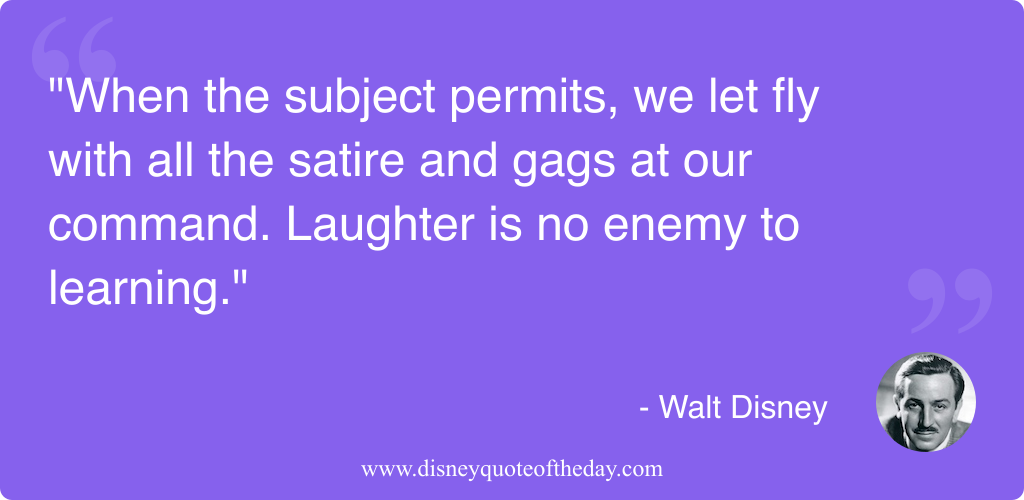 "When the subject permits, we let fly
with all the satire and gags at our
command. Laughter is no enemy to
learning."
- Walt Disney
www.disneyquoteoftheday.com